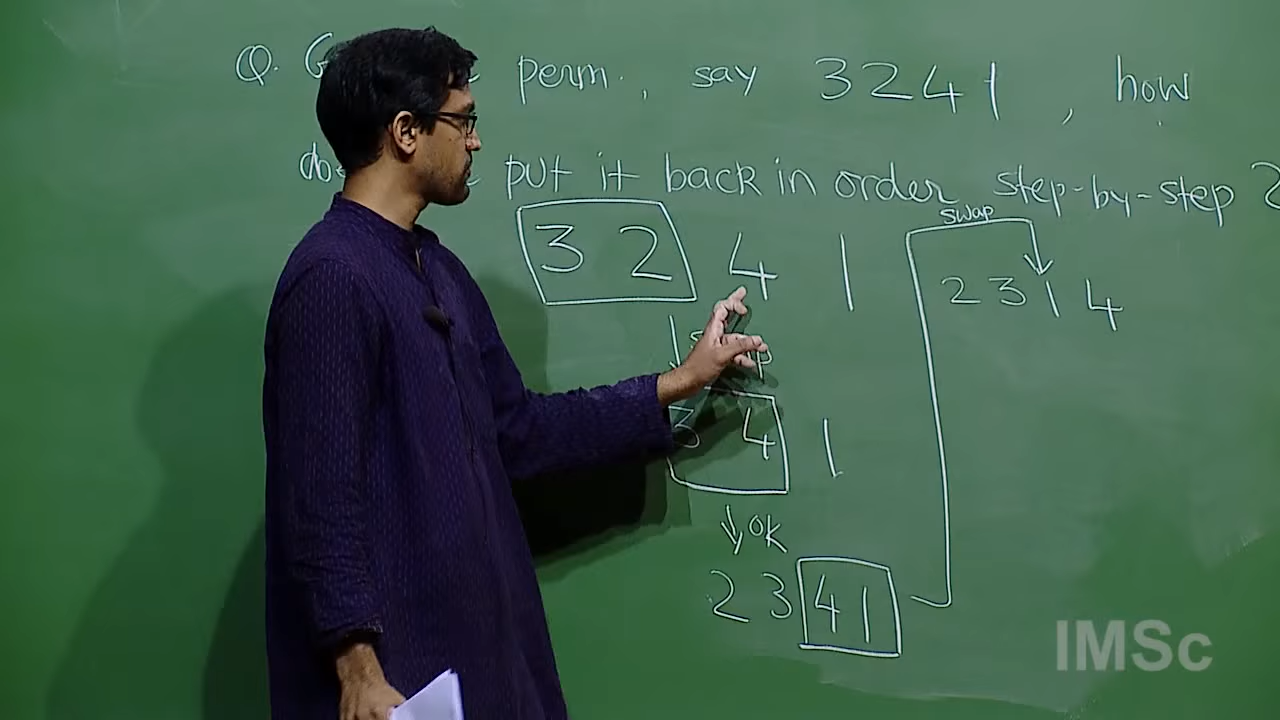 Q. perm., say 3241, how
put it back in order step-by-step ?
3 2 4 1
swap
2 3 1 4
3 4 1
OK
2 3 4 1
IMSc